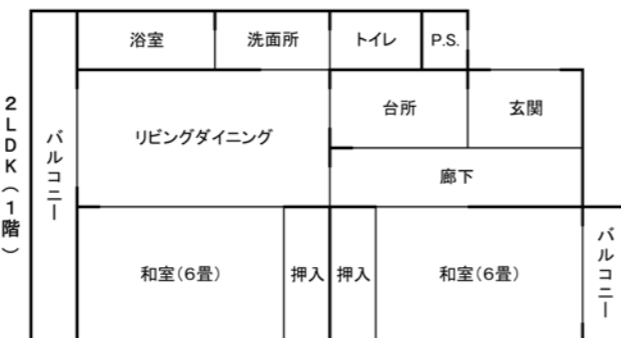 2LDK（1階）
バルコニー
浴室
洗面所
トイレ
P.S.
リビングダイニング
台所
玄関
廊下
和室（6畳）
押入
押入
和室（6畳）
バルコニー